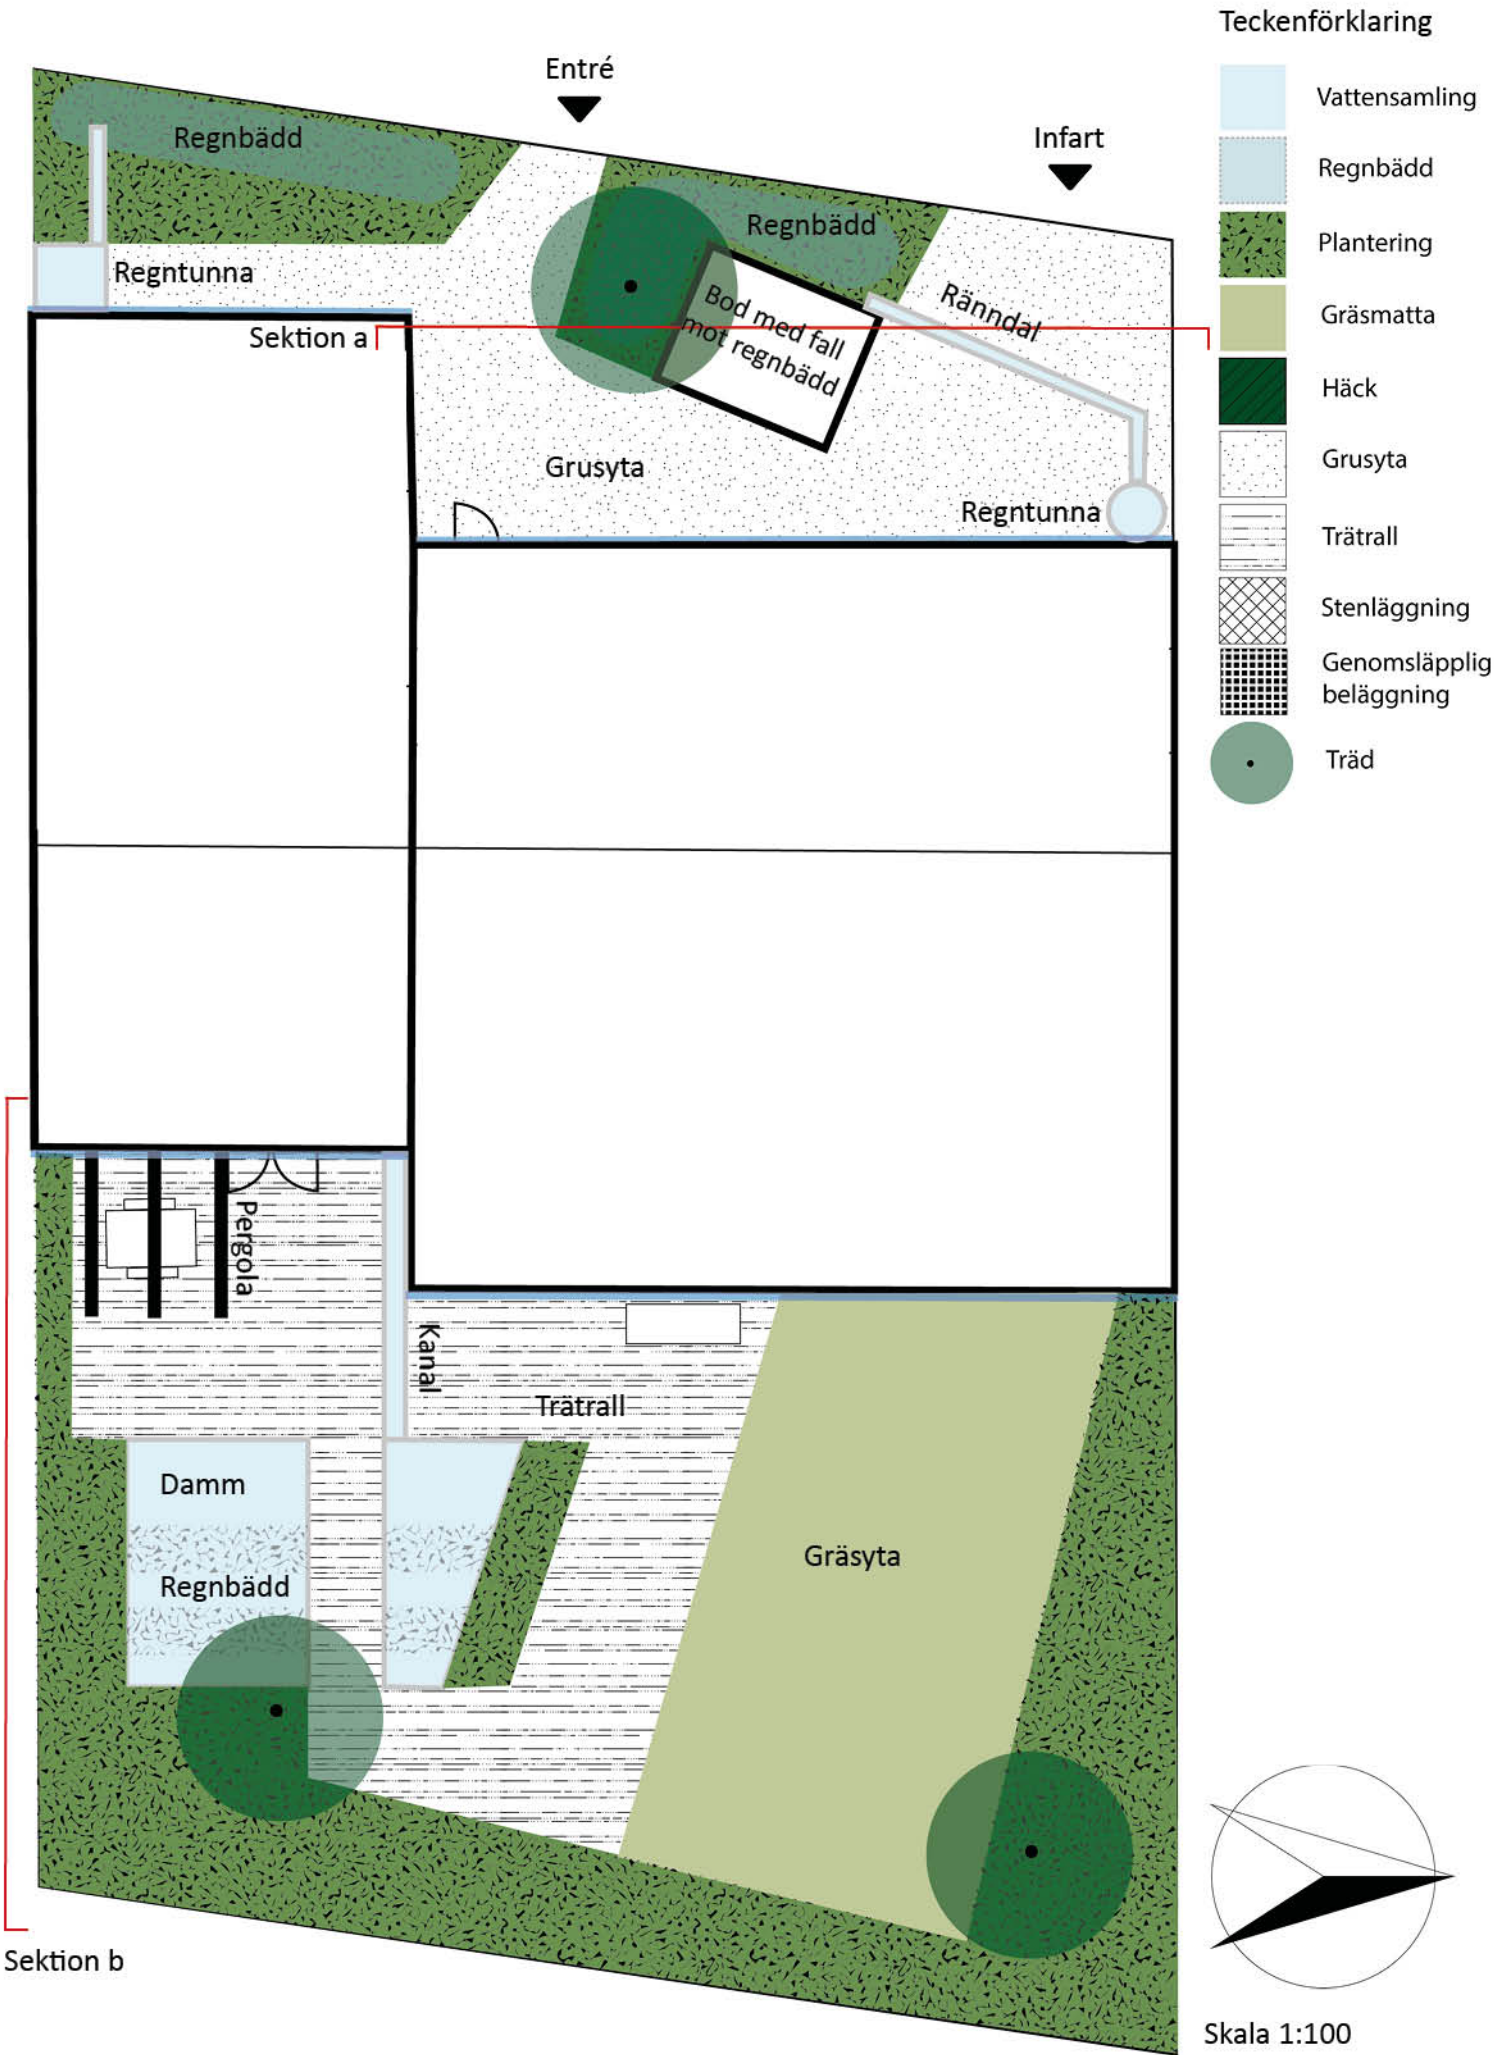 Teckenförklaring
Entré
Vattensamling
Infart
Regnbädd
Regnbädd
Regnbädd
Plantering
Regntunna
Ränndal
Bod med fall
mot regnbädd
Gräsmatta
Sektion a
Häck
Grusyta
Grusyta
Regntunna
Trätrall
Stenläggning
Genomsläpplig
beläggning
Träd
Pergola
Kanal
Trätrall
Damm
Gräsyta
Regnbädd
Sektion b
Skala 1:100